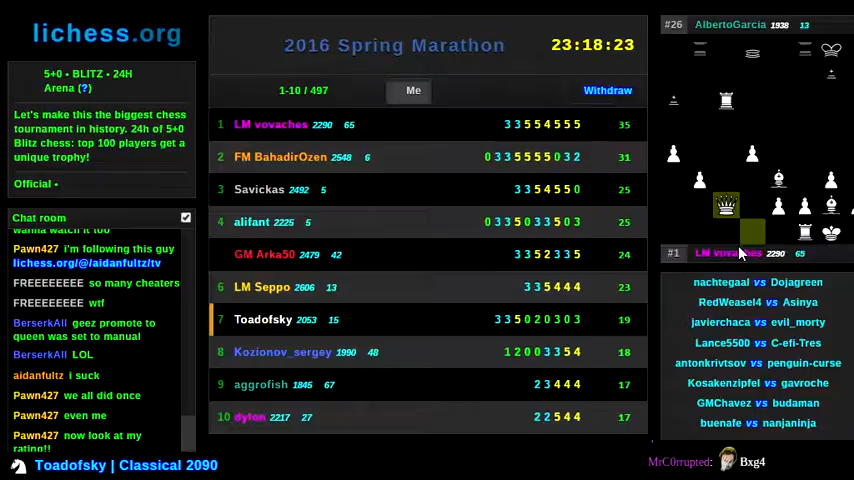 lichess.org
5+0 • BLITZ • 24H
Arena (?)
Let's make this the biggest chess
tournament in history. 24h of 5+0
Blitz chess: top 100 players get a
unique trophy!
Official •
Chat room
wanna watch it too
Pawn427 i'm following this guy
lichess.org/@/aidanfultz/tv
FREEEEEEEE so many cheaters
FREEEEEEEE wtf
BerserkAll geez promote to
queen was set to manual
BerserkAll LOL
aidanfultz i suck
Pawn427 we all did once
Pawn427 even me
Pawn427 now look at my
rating!!
Toadofsky | Classical 2090
2016 Spring Marathon 23:18:23
1-10 / 497 Me Withdraw
1 LM vovaches 2290 65 3 3 5 5 4 5 5 5 35
2 FM BahadirOzen 2548 6 0 3 3 5 5 5 5 0 3 2 31
3 Savickas 2492 5 3 3 5 4 5 5 0 25
4 alifant 2225 5 0 3 3 5 0 3 3 5 0 3 25
GM Arka50 2479 42 3 3 5 2 3 3 5 24
6 LM Seppo 2606 13 3 3 5 4 4 4 23
7 Toadofsky 2053 15 3 3 5 0 2 0 3 0 3 19
8 Kozionov_sergey 1990 48 1 2 0 0 3 3 5 4 18
9 aggrofish 1845 67 2 3 4 4 4 17
10 dylon 2217 27 2 2 5 4 4 17
#26 AlbertoGarcia 1938 13
#1 LM vovaches 2290 65
nachtegaal vs Dojagreen
RedWeasel4 vs Asinya
javierchaca vs evil_morty
Lance5500 vs C-efi-Tres
antonkrivtsov vs penguin-curse
Kosakenzipfel vs gavroche
GMChavez vs budaman
buenafe vs nanjaninja
MrC0rrupted: Bxg4